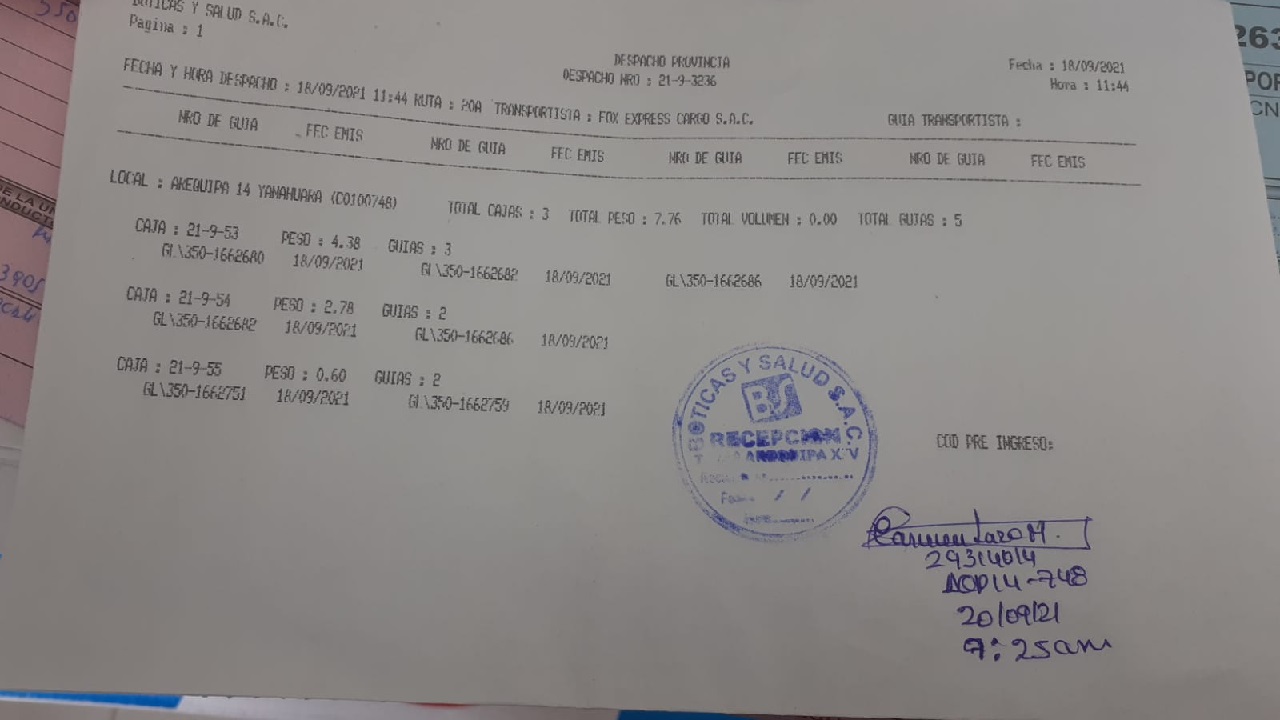 BOTICAS Y SALUD S.A.C.
Pagina : 1
DESPACHO PROVINCIA
DESPACHO NRO : 21-9-3236
Fecha : 18/09/2021
Hora : 11:44
FECHA Y HORA DESPACHO : 18/09/2021 11:44 RUTA : POA TRANSPORTISTA : FOX EXPRESS CARGO S.A.C. GUIA TRANSPORTISTA :
NRO DE GUIA FEC EMIS NRO DE GUIA FEC EMIS NRO DE GUIA FEC EMIS NRO DE GUIA FEC EMIS
LOCAL : AREQUIPA 14 YANAHUARA (C0100748) TOTAL CAJAS : 3 TOTAL PESO : 7.76 TOTAL VOLUMEN : 0.00 TOTAL GUIAS : 5
CAJA : 21-9-53 PESO : 4.38 GUIAS : 3
GL\350-1662680 18/09/2021 GL\350-1662682 18/09/2021 GL\350-1662686 18/09/2021
CAJA : 21-9-54 PESO : 2.78 GUIAS : 2
GL\350-1662682 18/09/2021 GL\350-1662686 18/09/2021
CAJA : 21-9-55 PESO : 0.60 GUIAS : 2
GL\350-1662751 18/09/2021 GL\350-1662759 18/09/2021
BOTICAS Y SALUD S.A.C.
BS
RECEPCION
COD PRE INGRESO:
Carmen Lazo M.
29314014
AQP14-748
20/09/21
9:25am
263